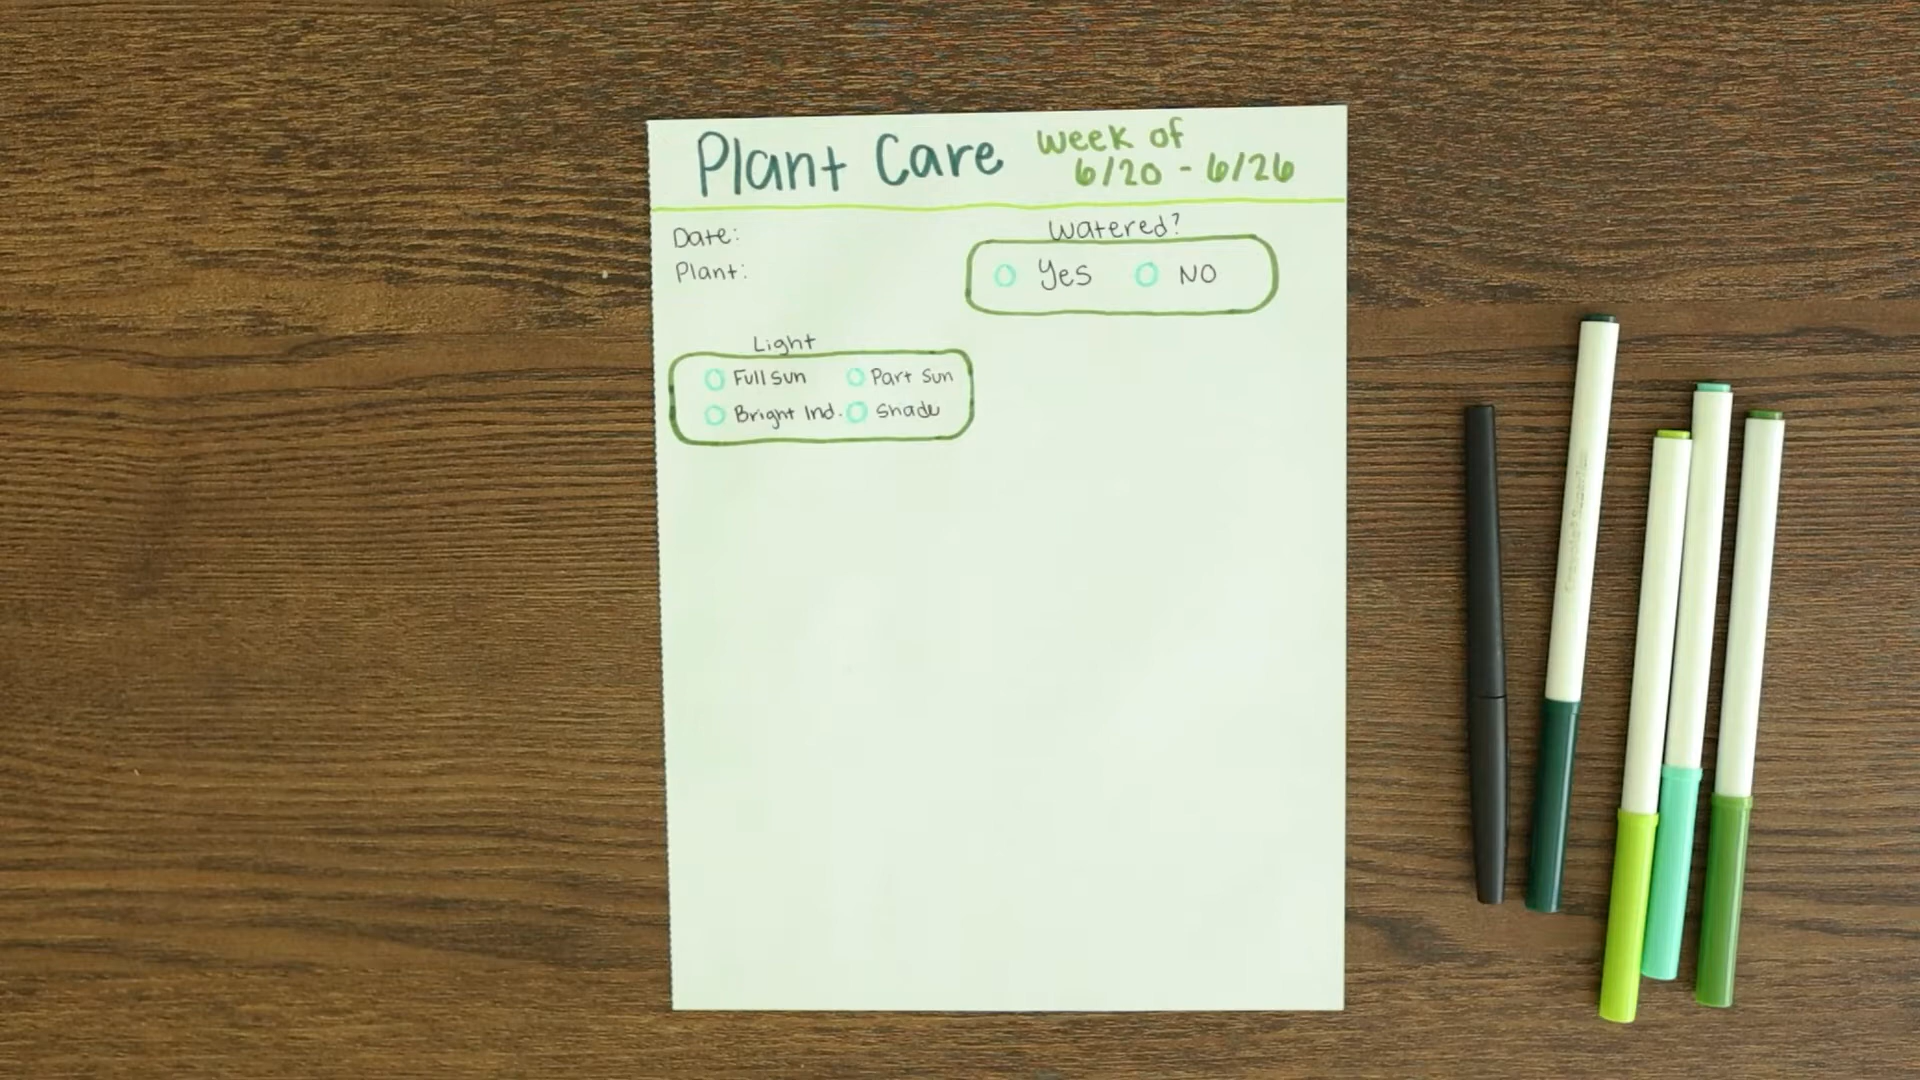 Plant Care
week of
6/20 - 6/26
Date:
Plant:
Watered?
Yes NO
Light
Full Sun Part Sun
Bright Ind. Shade